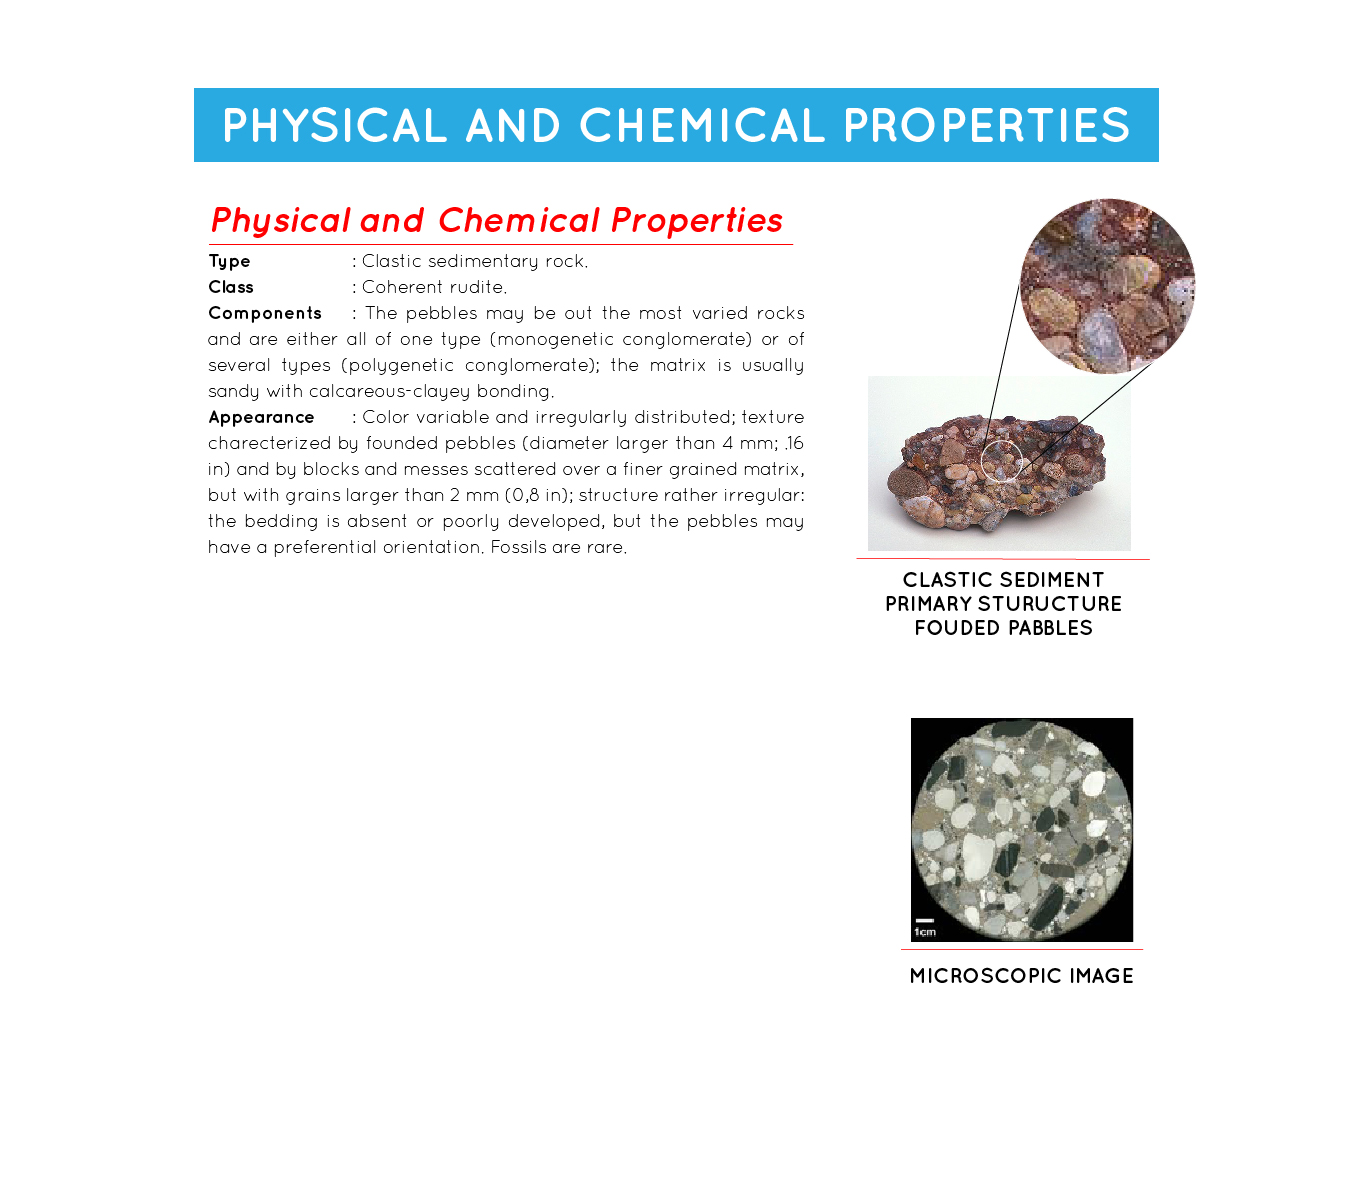 PHYSICAL AND CHEMICAL PROPERTIES
Physical and Chemical Properties
Type : Clastic sedimentary rock.
Class : Coherent rudite.
Components : The pebbles may be out the most varied rocks
and are either all of one type (monogenetic conglomerate) or of
several types (polygenetic conglomerate); the matrix is usually
sandy with calcareous-clayey bonding.
Appearance : Color variable and irregularly distributed; texture
charecterized by founded pebbles (diameter larger than 4 mm; .16
in) and by blocks and messes scattered over a finer grained matrix,
but with grains larger than 2 mm (0,8 in); structure rather irregular:
the bedding is absent or poorly developed, but the pebbles may
have a preferential orientation. Fossils are rare.
CLASTIC SEDIMENT
PRIMARY STURUCTURE
FOUDED PABBLES
1cm
MICROSCOPIC IMAGE